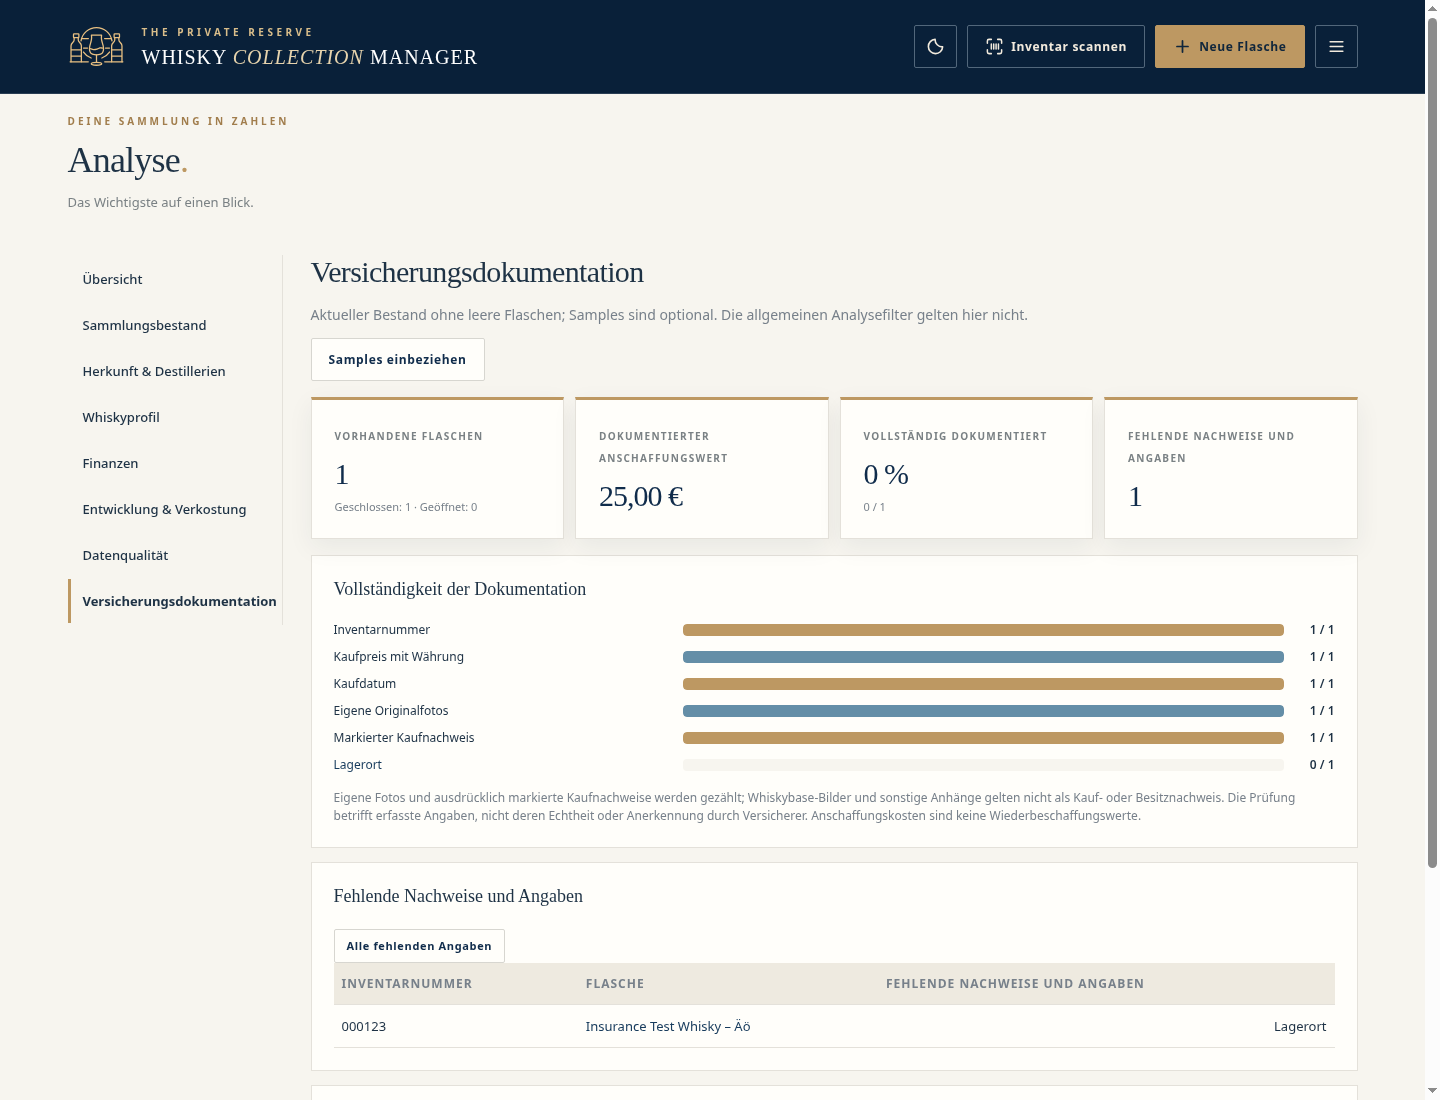 THE PRIVATE RESERVE
WHISKY COLLECTION MANAGER
Inventar scannen
Neue Flasche
DEINE SAMMLUNG IN ZAHLEN
Analyse.
Das Wichtigste auf einen Blick.
Übersicht
Sammlungsbestand
Herkunft & Destillerien
Whiskyprofil
Finanzen
Entwicklung & Verkostung
Datenqualität
Versicherungsdokumentation
Versicherungsdokumentation
Aktueller Bestand ohne leere Flaschen; Samples sind optional. Die allgemeinen Analysefilter gelten hier nicht.
Samples einbeziehen
VORHANDENE FLASCHEN
1
Geschlossen: 1 · Geöffnet: 0
DOKUMENTIERTER
ANSCHAFFUNGSWERT
25,00 €
VOLLSTÄNDIG DOKUMENTIERT
0 %
0 / 1
FEHLENDE NACHWEISE UND
ANGABEN
1
Vollständigkeit der Dokumentation
Inventarnummer 1 / 1
Kaufpreis mit Währung 1 / 1
Kaufdatum 1 / 1
Eigene Originalfotos 1 / 1
Markierter Kaufnachweis 1 / 1
Lagerort 0 / 1
Eigene Fotos und ausdrücklich markierte Kaufnachweise werden gezählt; Whiskybase-Bilder und sonstige Anhänge gelten nicht als Kauf- oder Besitznachweis. Die Prüfung
betrifft erfasste Angaben, nicht deren Echtheit oder Anerkennung durch Versicherer. Anschaffungskosten sind keine Wiederbeschaffungswerte.
Fehlende Nachweise und Angaben
Alle fehlenden Angaben
INVENTARNUMMER FLASCHE FEHLENDE NACHWEISE UND ANGABEN
000123 Insurance Test Whisky – Äö Lagerort